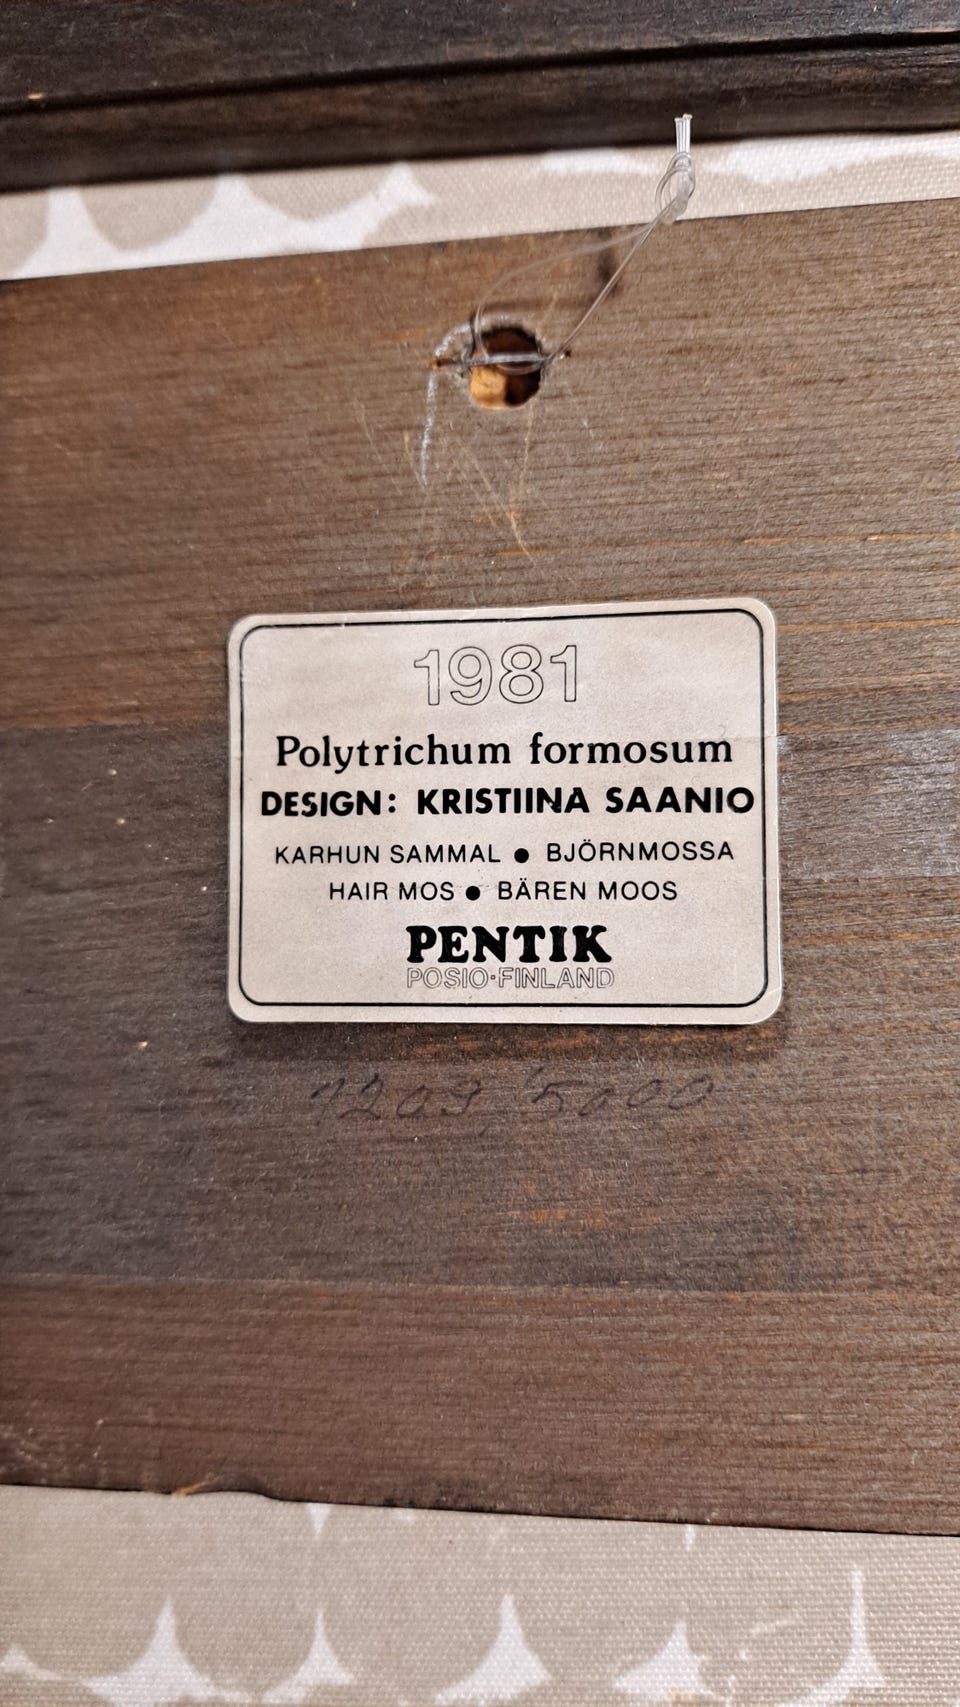 1981
Polytrichum formosum
DESIGN: KRISTIINA SAANIO
KARHUN SAMMAL ● BJÖRNMOSSA
HAIR MOS ● BÄREN MOOS
PENTIK
POSIO·FINLAND
1203/5000